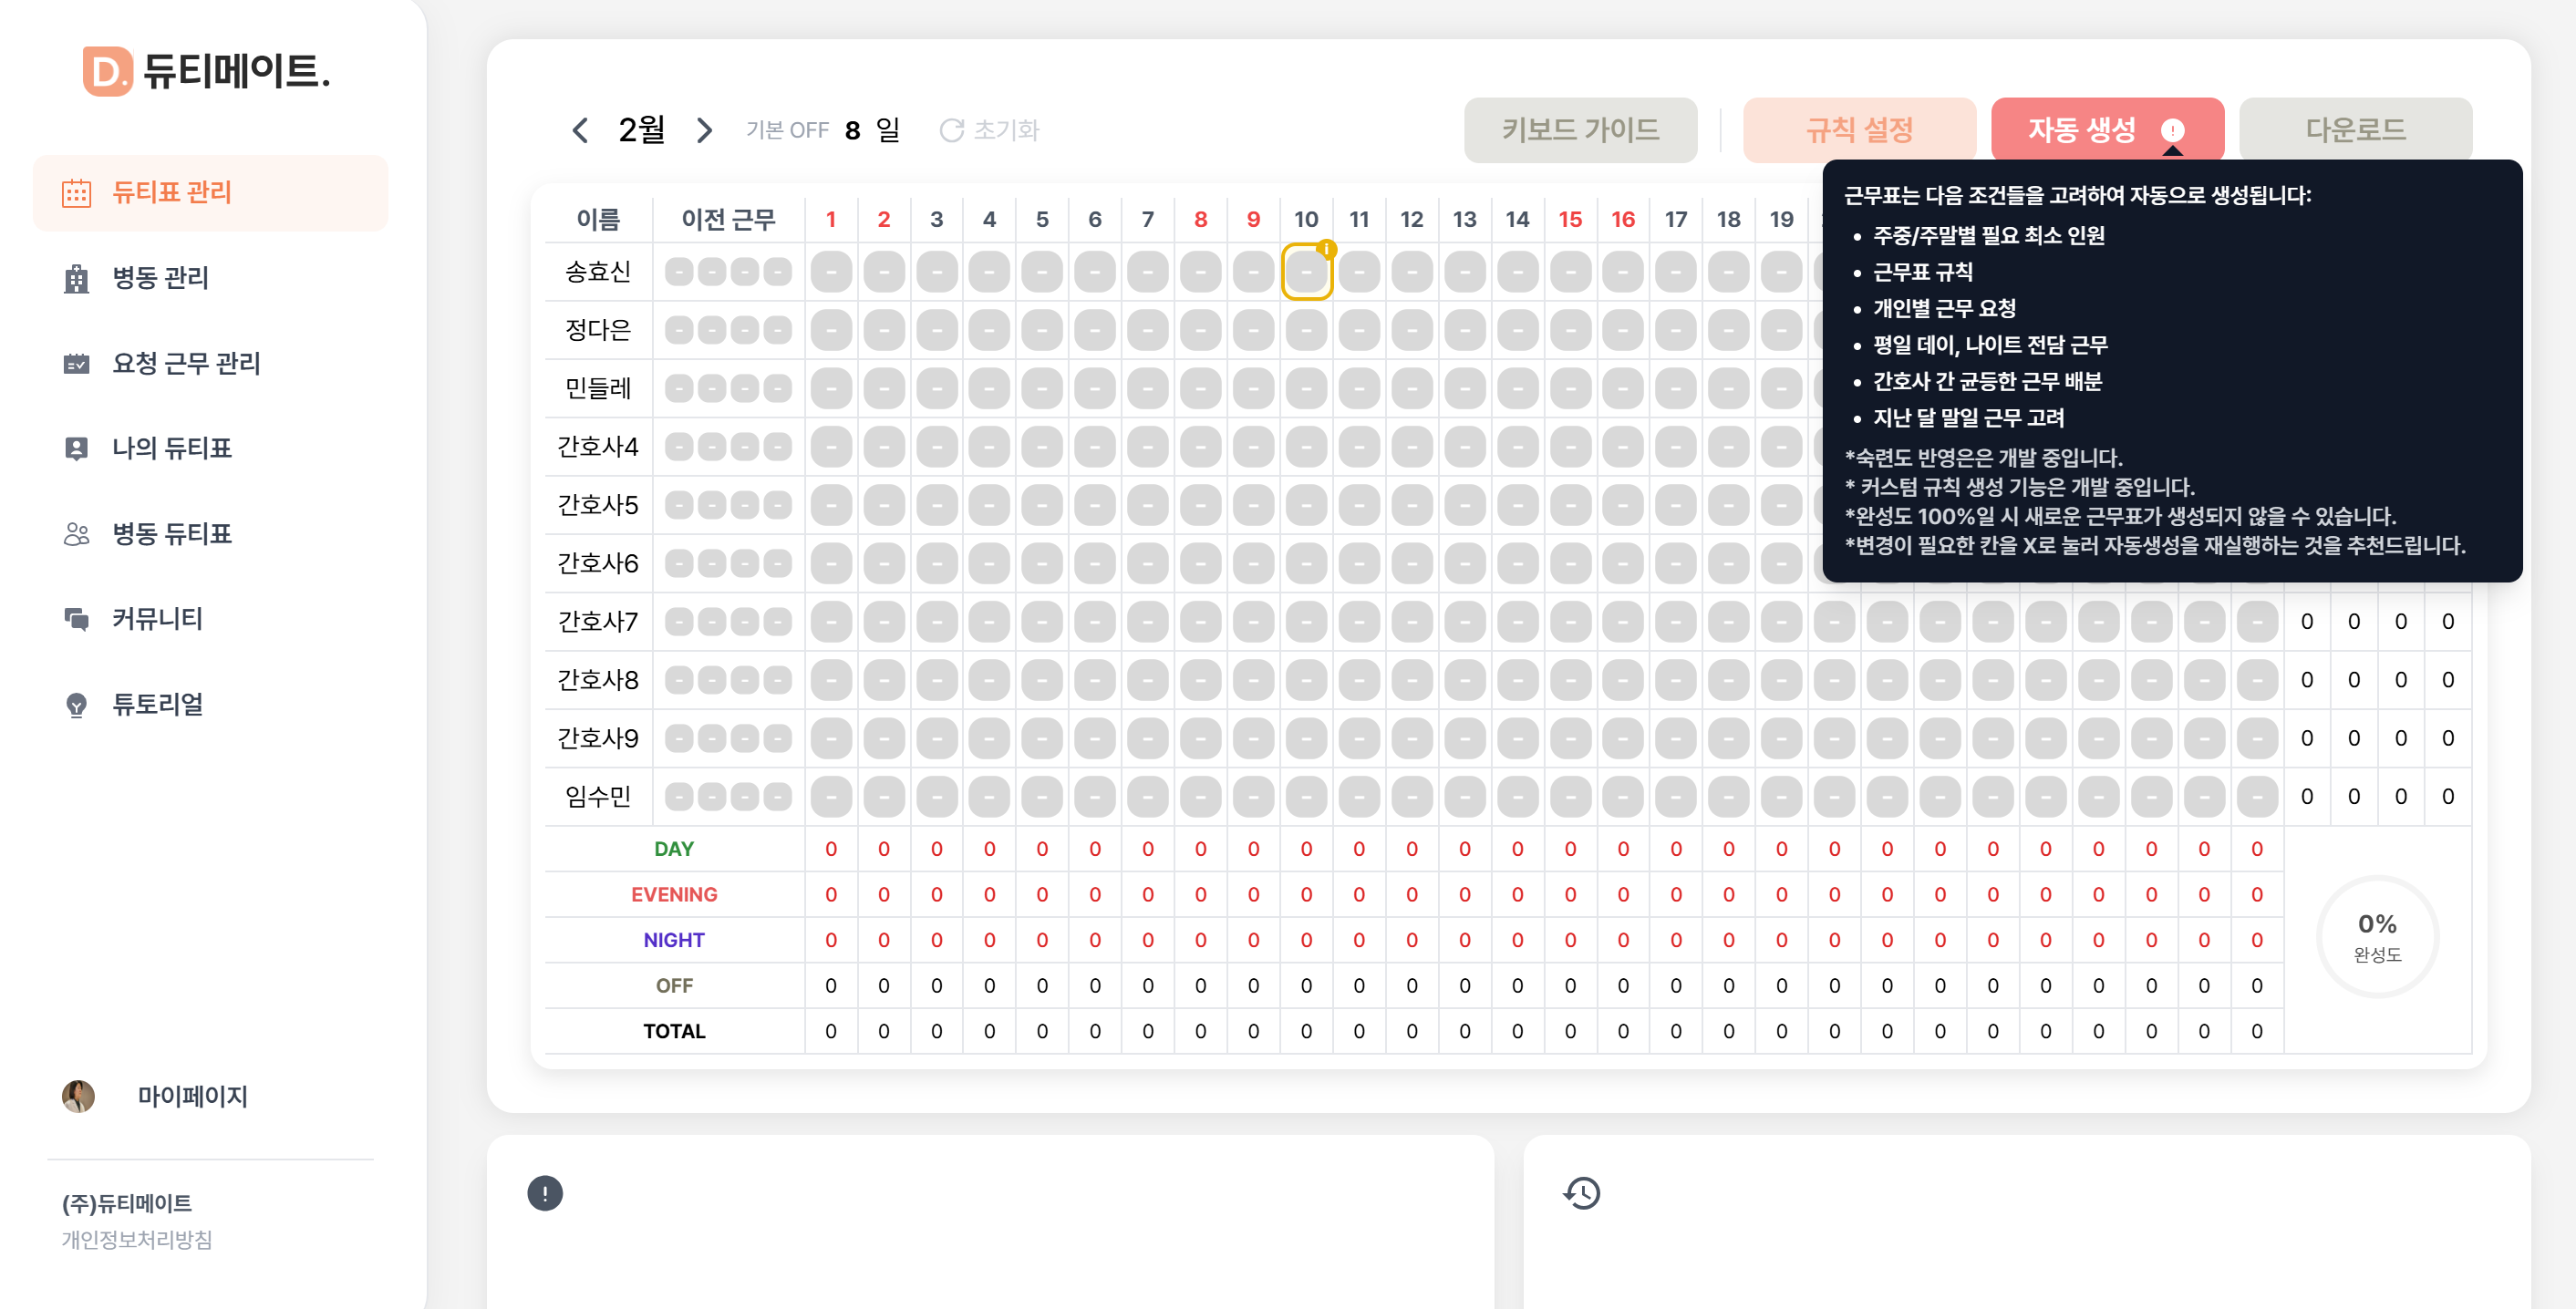 D. 듀티메이트.
듀티표 관리
병동 관리
요청 근무 관리
나의 듀티표
병동 듀티표
커뮤니티
튜토리얼
마이페이지
(주)듀티메이트
개인정보처리방침
2월 기본 OFF 8 일 초기화 키보드 가이드 규칙 설정 자동 생성 다운로드
근무표는 다음 조건들을 고려하여 자동으로 생성됩니다:
• 주중/주말별 필요 최소 인원
• 근무표 규칙
• 개인별 근무 요청
• 평일 데이, 나이트 전담 근무
• 간호사 간 균등한 근무 배분
• 지난 달 말일 근무 고려
*숙련도 반영은은 개발 중입니다.
* 커스텀 규칙 생성 기능은 개발 중입니다.
*완성도 100%일 시 새로운 근무표가 생성되지 않을 수 있습니다.
*변경이 필요한 칸을 X로 눌러 자동생성을 재실행하는 것을 추천드립니다.
이름 이전 근무 1 2 3 4 5 6 7 8 9 10 11 12 13 14 15 16 17 18 19
송효신 - - - - - - - - - - - - - - - - - - - - - - -
정다은 - - - - - - - - - - - - - - - - - - - - - - -
민들레 - - - - - - - - - - - - - - - - - - - - - - -
간호사4 - - - - - - - - - - - - - - - - - - - - - - -
간호사5 - - - - - - - - - - - - - - - - - - - - - - -
간호사6 - - - - - - - - - - - - - - - - - - - - - - -
간호사7 - - - - - - - - - - - - - - - - - - - - - - - - - - - - - - - - 0 0 0 0
간호사8 - - - - - - - - - - - - - - - - - - - - - - - - - - - - - - - - 0 0 0 0
간호사9 - - - - - - - - - - - - - - - - - - - - - - - - - - - - - - - - 0 0 0 0
임수민 - - - - - - - - - - - - - - - - - - - - - - - - - - - - - - - - 0 0 0 0
DAY 0 0 0 0 0 0 0 0 0 0 0 0 0 0 0 0 0 0 0 0 0 0 0 0 0 0 0 0
EVENING 0 0 0 0 0 0 0 0 0 0 0 0 0 0 0 0 0 0 0 0 0 0 0 0 0 0 0 0
NIGHT 0 0 0 0 0 0 0 0 0 0 0 0 0 0 0 0 0 0 0 0 0 0 0 0 0 0 0 0
OFF 0 0 0 0 0 0 0 0 0 0 0 0 0 0 0 0 0 0 0 0 0 0 0 0 0 0 0 0
TOTAL 0 0 0 0 0 0 0 0 0 0 0 0 0 0 0 0 0 0 0 0 0 0 0 0 0 0 0 0
0%
완성도